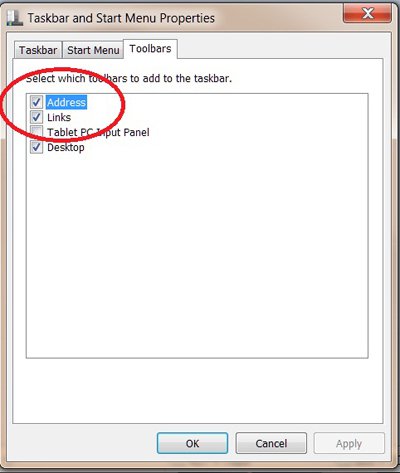 Taskbar and Start Menu Properties
Taskbar Start Menu Toolbars
Select which toolbars to add to the taskbar.
Address
Links
Tablet PC Input Panel
Desktop
OK Cancel Apply